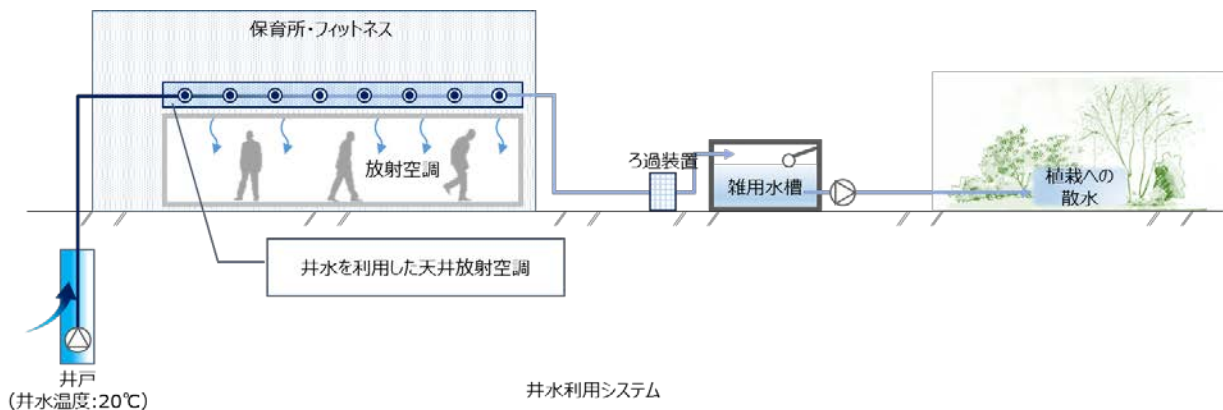 保育所・フィットネス
放射空調
ろ過装置
雑用水槽
植栽への
散水
井水を利用した天井放射空調
井戸
(井水温度:20℃)
井水利用システム